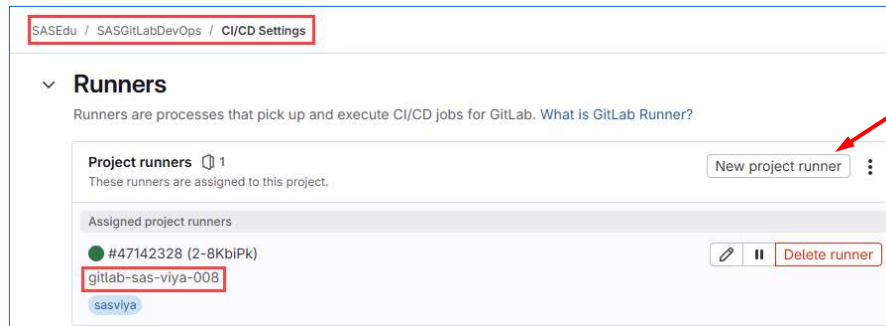 SASEdu / SASGitLabDevOps / CI/CD Settings
Runners
Runners are processes that pick up and execute CI/CD jobs for GitLab. What is GitLab Runner?
Project runners 1
New project runner
These runners are assigned to this project.
Assigned project runners
#47142328 (2-8KbiPk)
Delete runner
gitlab-sas-viya-008
sasviya